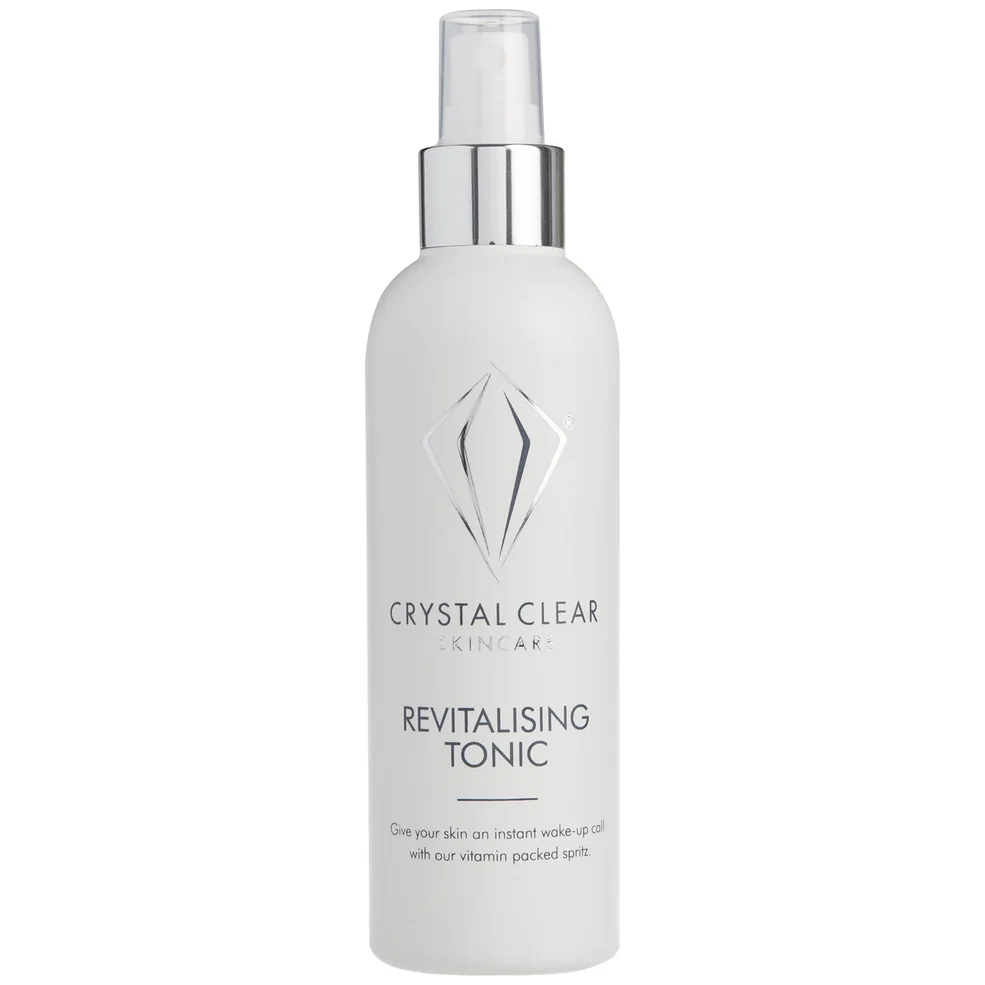 ®
CRYSTAL CLEAR
SKINCARE
REVITALISING
TONIC
Give your skin an instant wake-up call
with our vitamin packed spritz.